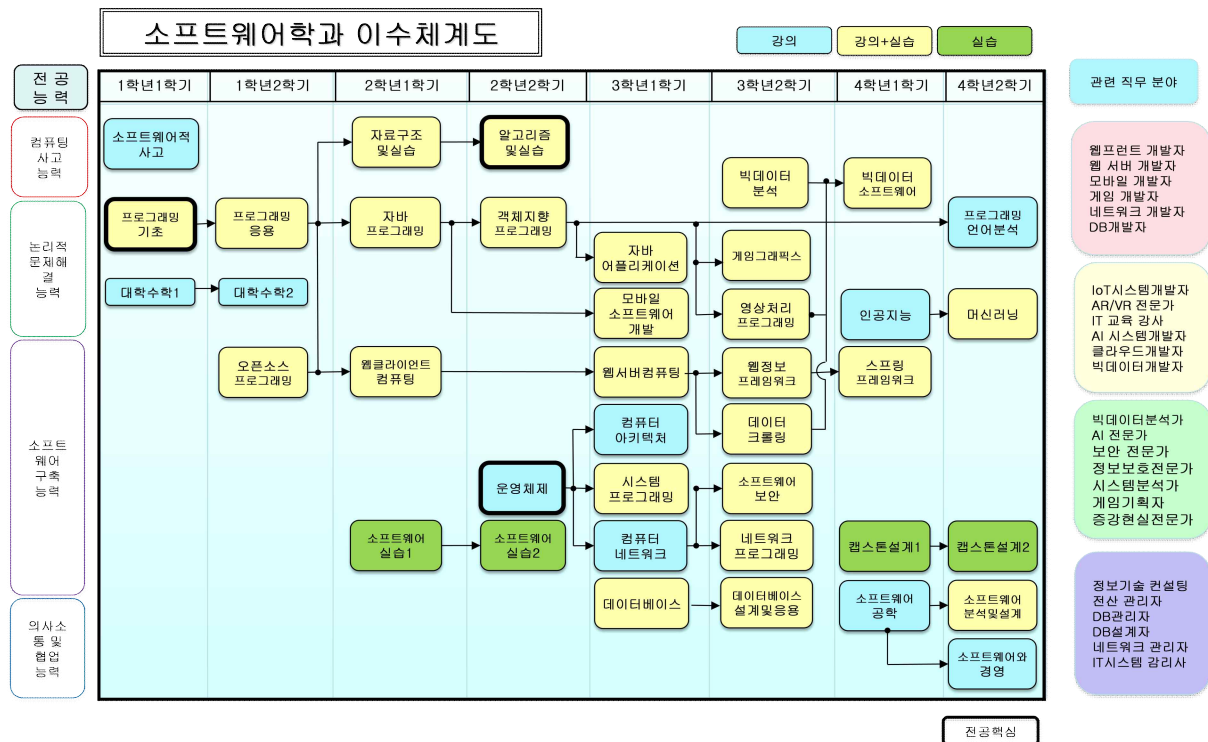 소프트웨어학과 이수체계도
강의
강의+실습
실습
전공
능력
1학년1학기
1학년2학기
2학년1학기
2학년2학기
3학년1학기
3학년2학기
4학년1학기
4학년2학기
관련 직무 분야
컴퓨팅
사고
능력
논리적
문제해
결
능력
소프트
웨어
구축
능력
의사소
통 및
협업
능력
소프트웨어적
사고
프로그래밍
기초
대학수학1
프로그래밍
응용
대학수학2
오픈소스
프로그래밍
자료구조
및실습
자바
프로그래밍
웹클라이언트
컴퓨팅
소프트웨어
실습1
알고리즘
및실습
객체지향
프로그래밍
운영체제
소프트웨어
실습2
자바
어플리케이션
모바일
소프트웨어
개발
웹서버컴퓨팅
컴퓨터
아키텍처
시스템
프로그래밍
컴퓨터
네트워크
데이터베이스
빅데이터
분석
게임그래픽스
영상처리
프로그래밍
웹정보
프레임워크
데이터
크롤링
소프트웨어
보안
네트워크
프로그래밍
데이터베이스
설계및응용
빅데이터
소프트웨어
인공지능
스프링
프레임워크
캡스톤설계1
소프트웨어
공학
프로그래밍
언어분석
머신러닝
캡스톤설계2
소프트웨어
분석및설계
소프트웨어와
경영
웹프런트 개발자
웹 서버 개발자
모바일 개발자
게임 개발자
네트워크 개발자
DB개발자
IoT시스템개발자
AR/VR 전문가
IT 교육 강사
AI 시스템개발자
클라우드개발자
빅데이터개발자
빅데이터분석가
AI 전문가
보안 전문가
정보보호전문가
시스템분석가
게임기획자
증강현실전문가
정보기술 컨설팅
전산 관리자
DB관리자
DB설계자
네트워크 관리자
IT시스템 감리사
전공핵심